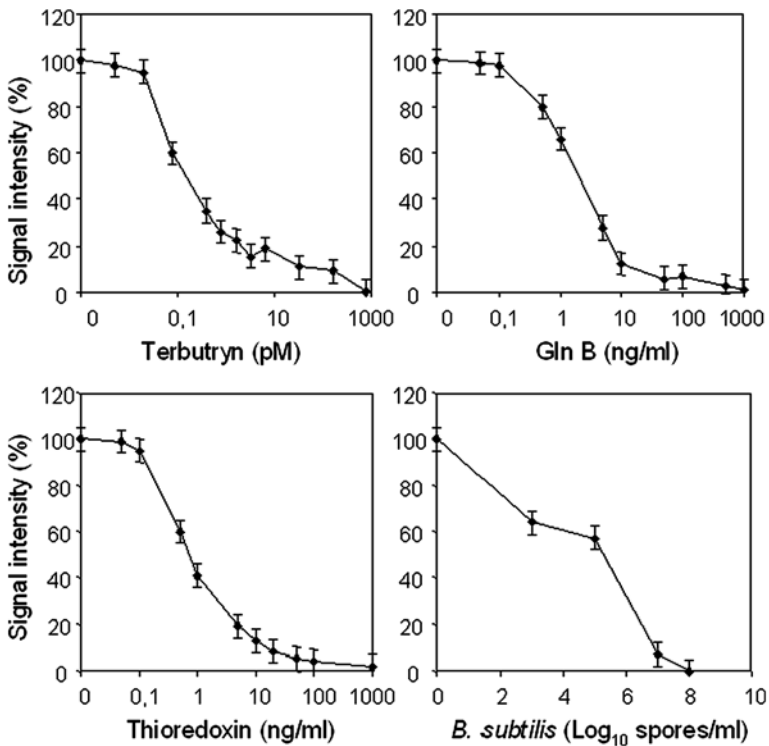 120
100
80
60
40
20
0
Signal intensity (%)
0 0,1 10 1000
Terbutryn (pM)
120
100
80
60
40
20
0
0 0,1 1 10 100 1000
Gln B (ng/ml)
120
100
80
60
40
20
0
Signal intensity (%)
0 0,1 1 10 100 1000
Thioredoxin (ng/ml)
120
100
80
60
40
20
0
0 2 4 6 8 10
B. subtilis (Log10 spores/ml)